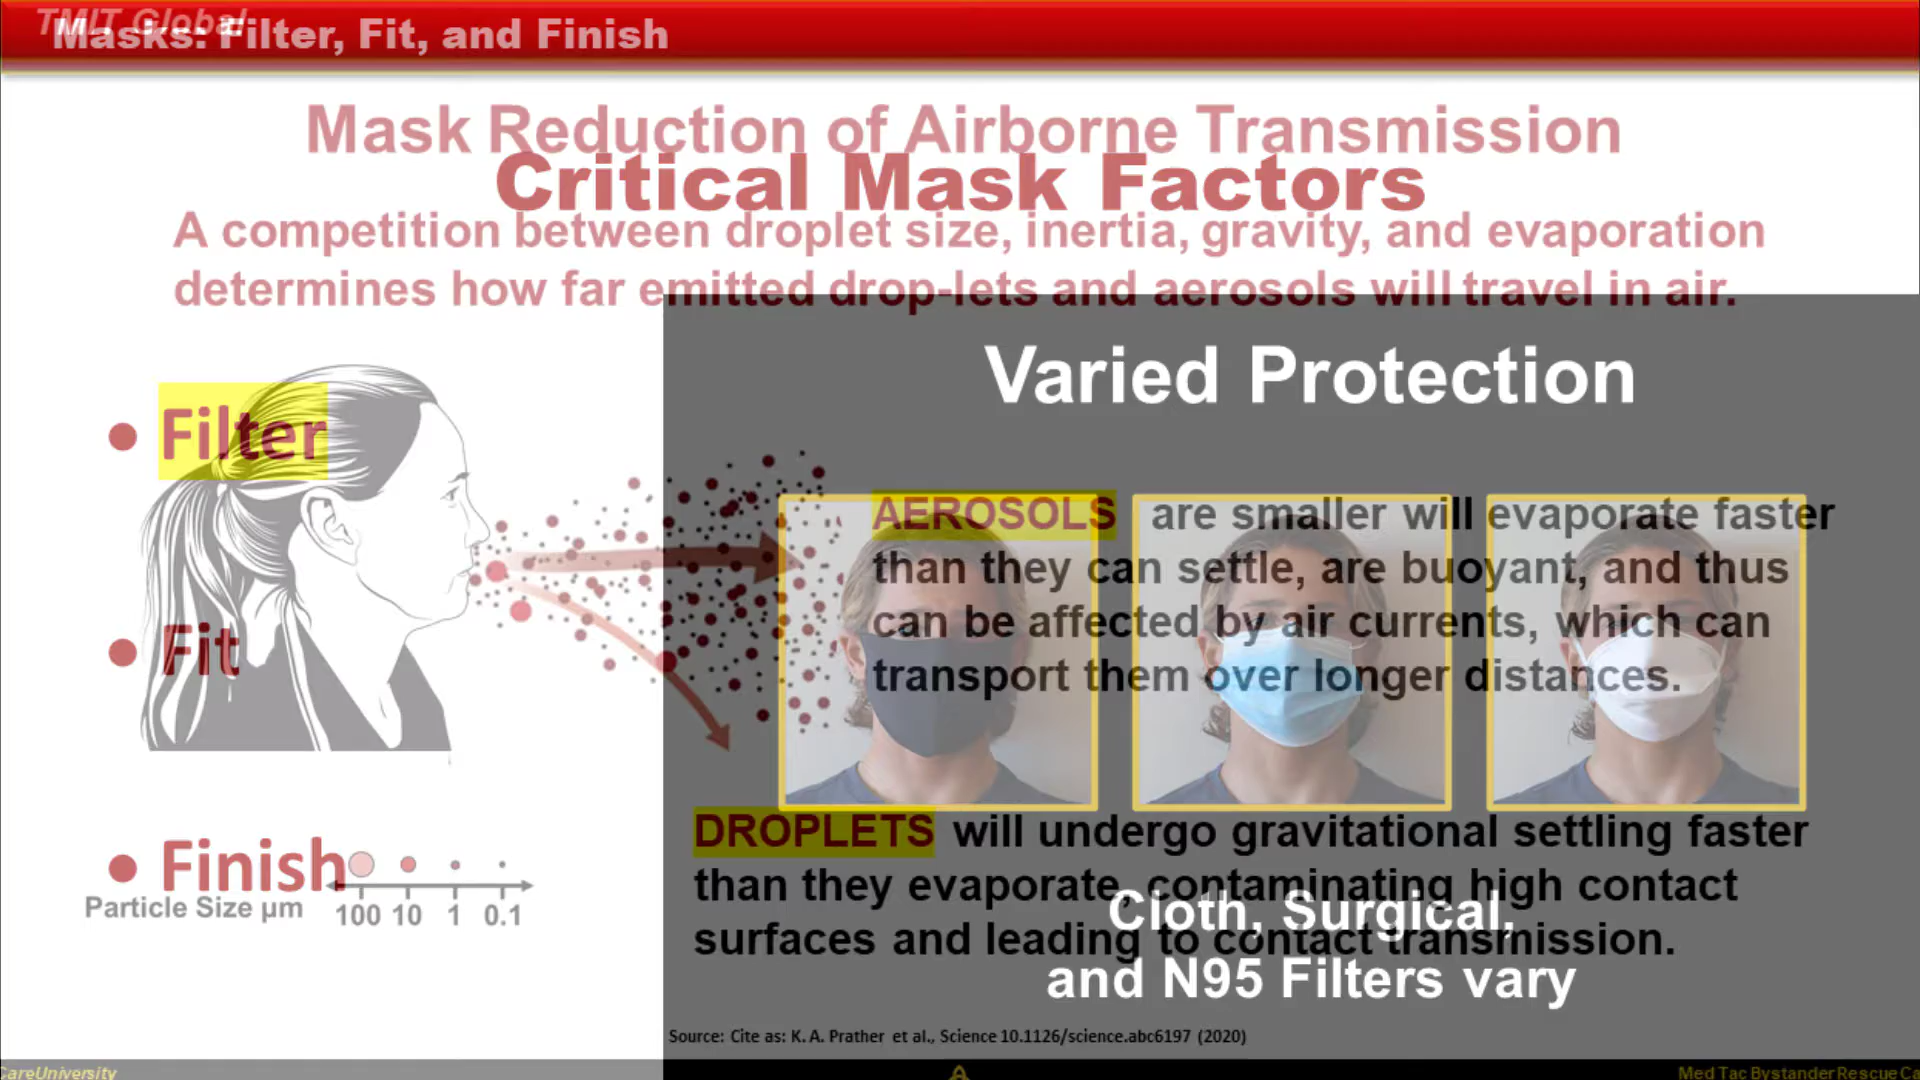 TMIT Global
Masks: Filter, Fit, and Finish
Mask Reduction of Airborne Transmission
Critical Mask Factors
A competition between droplet size, inertia, gravity, and evaporation
determines how far emitted drop-lets and aerosols will travel in air.
Varied Protection
• Filter
AEROSOLS are smaller will evaporate faster
than they can settle, are buoyant, and thus
can be affected by air currents, which can
transport them over longer distances.
• Fit
DROPLETS will undergo gravitational settling faster
than they evaporate, contaminating high contact
surfaces and leading to contact transmission.
• Finish
Particle Size µm
100 10 1 0.1
Cloth, Surgical,
and N95 Filters vary
Source: Cite as: K. A. Prather et al., Science 10.1126/science.abc6197 (2020)
CareUniversity
Med Tac Bystander Rescue Ca